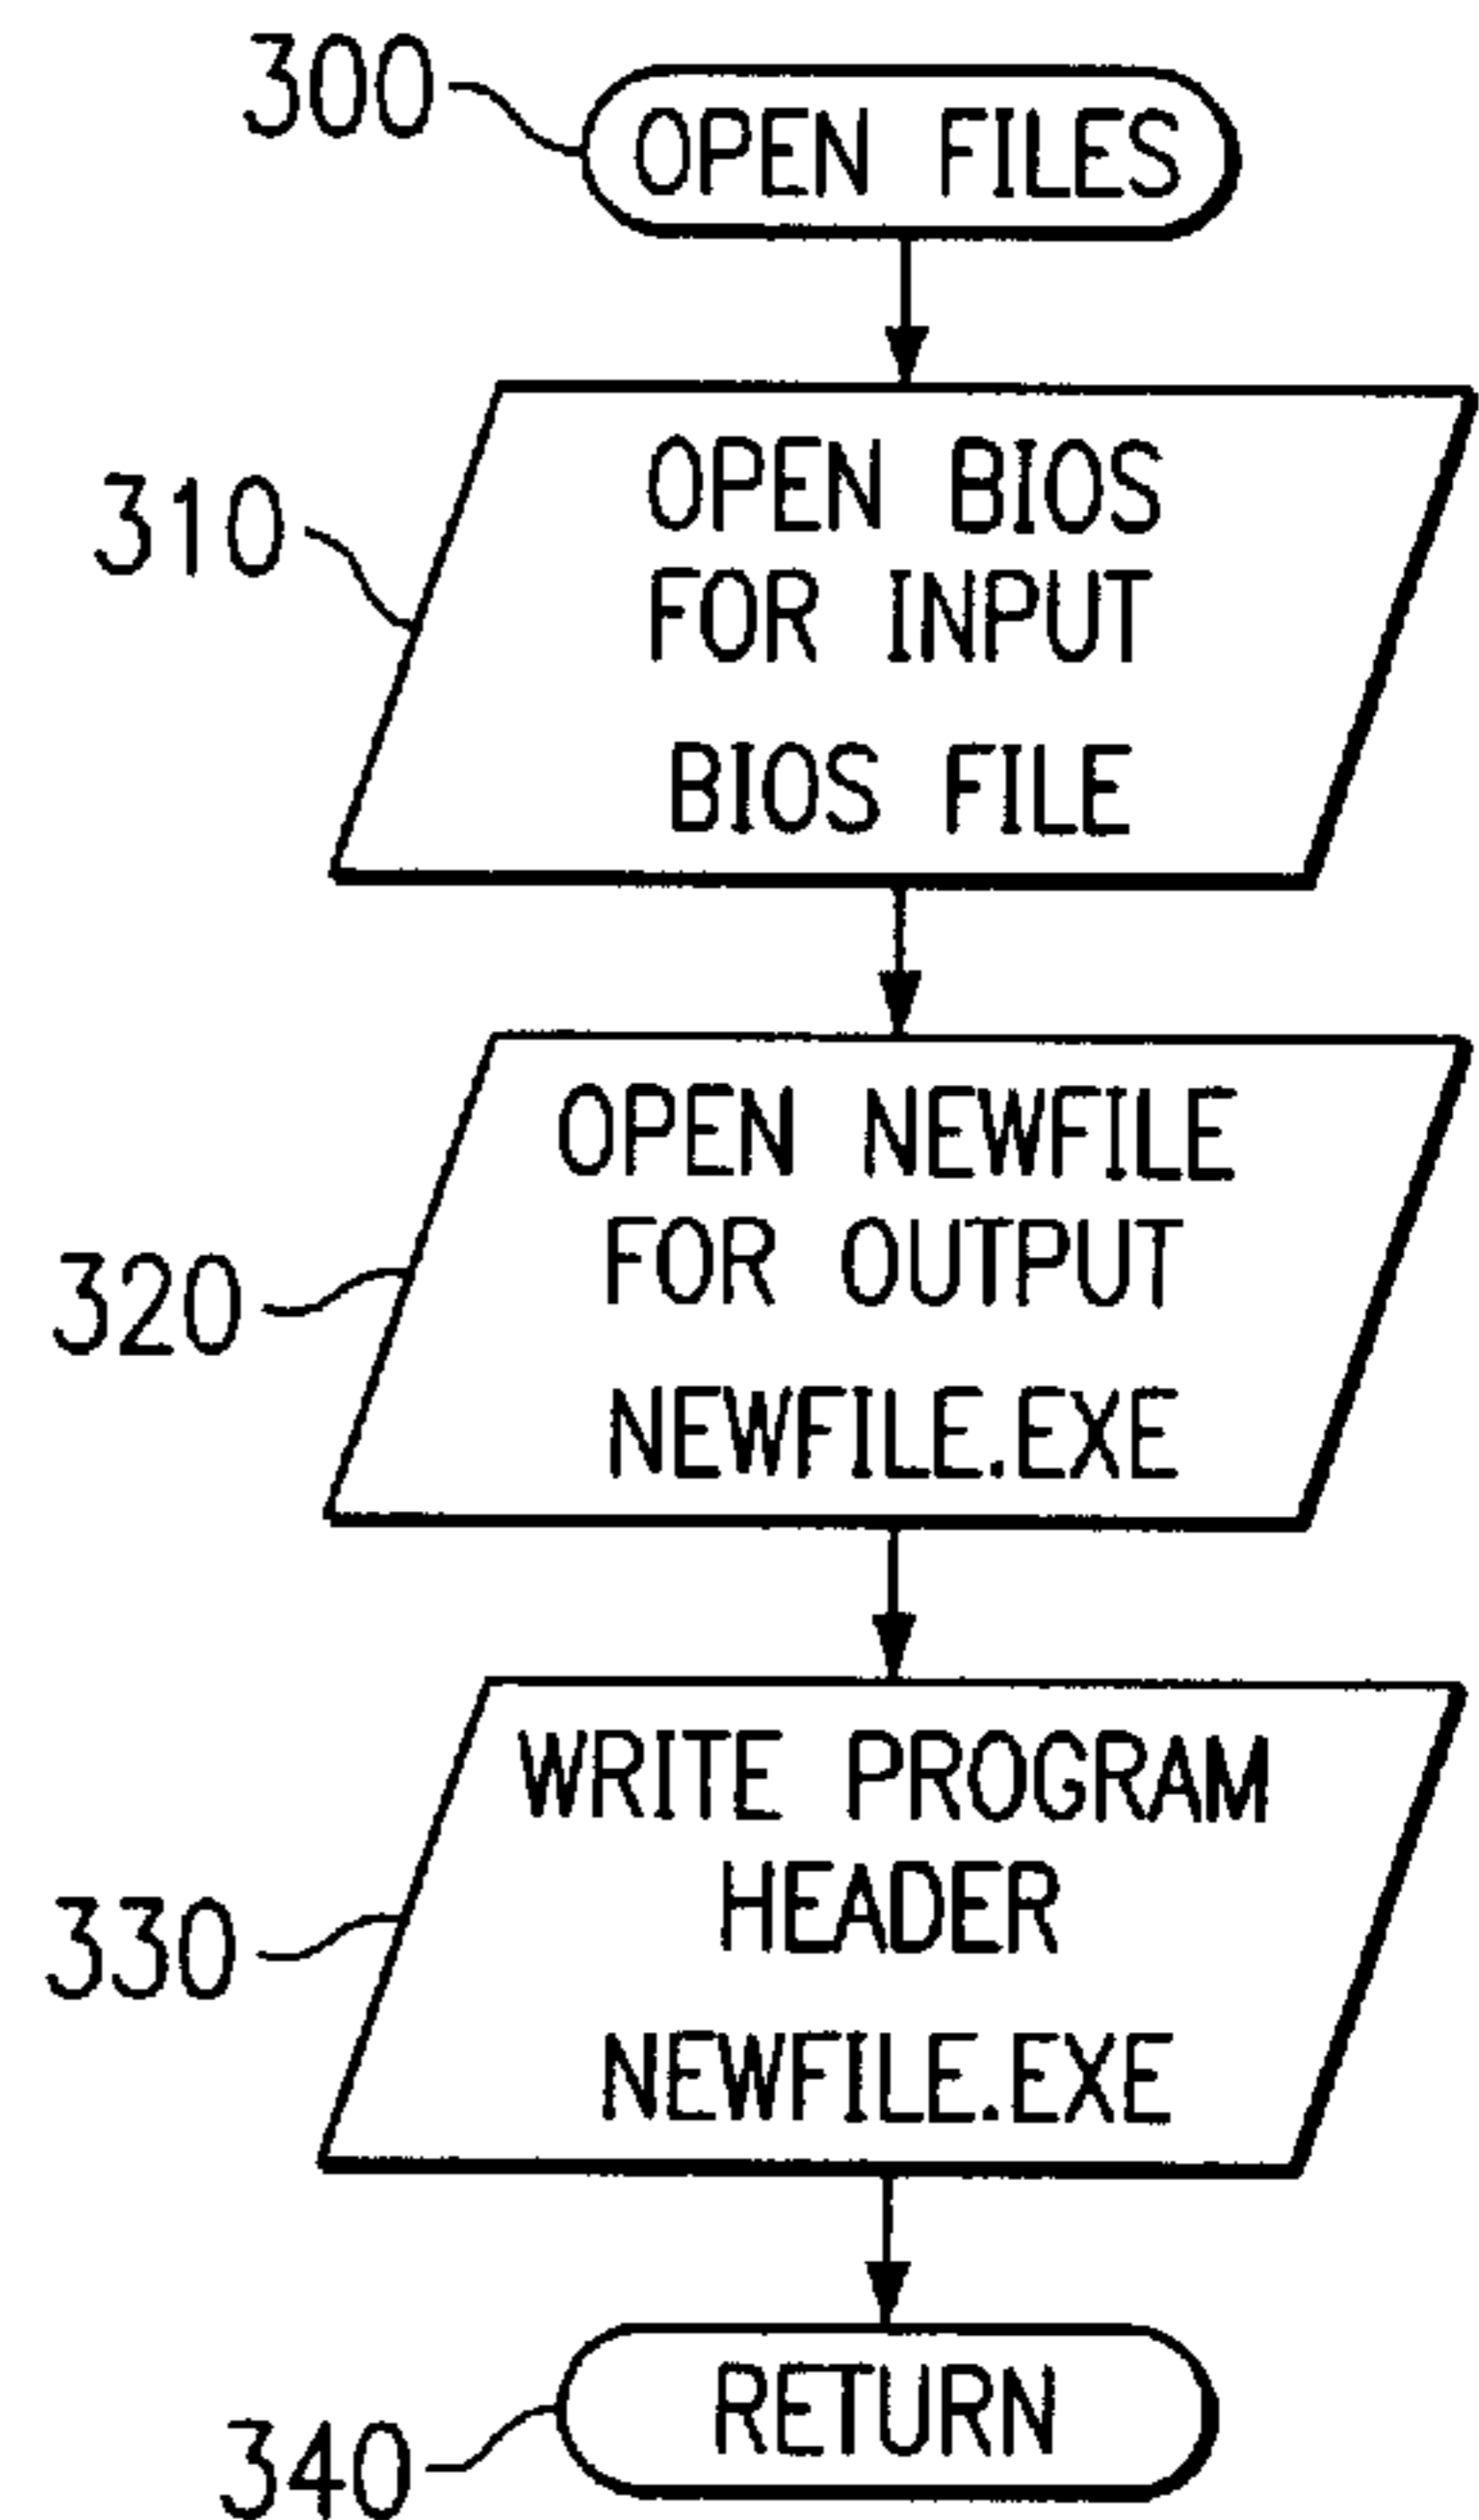 300
OPEN FILES
310
OPEN BIOS
FOR INPUT
BIOS FILE
320
OPEN NEWFILE
FOR OUTPUT
NEWFILE.EXE
330
WRITE PROGRAM
HEADER
NEWFILE.EXE
340
RETURN